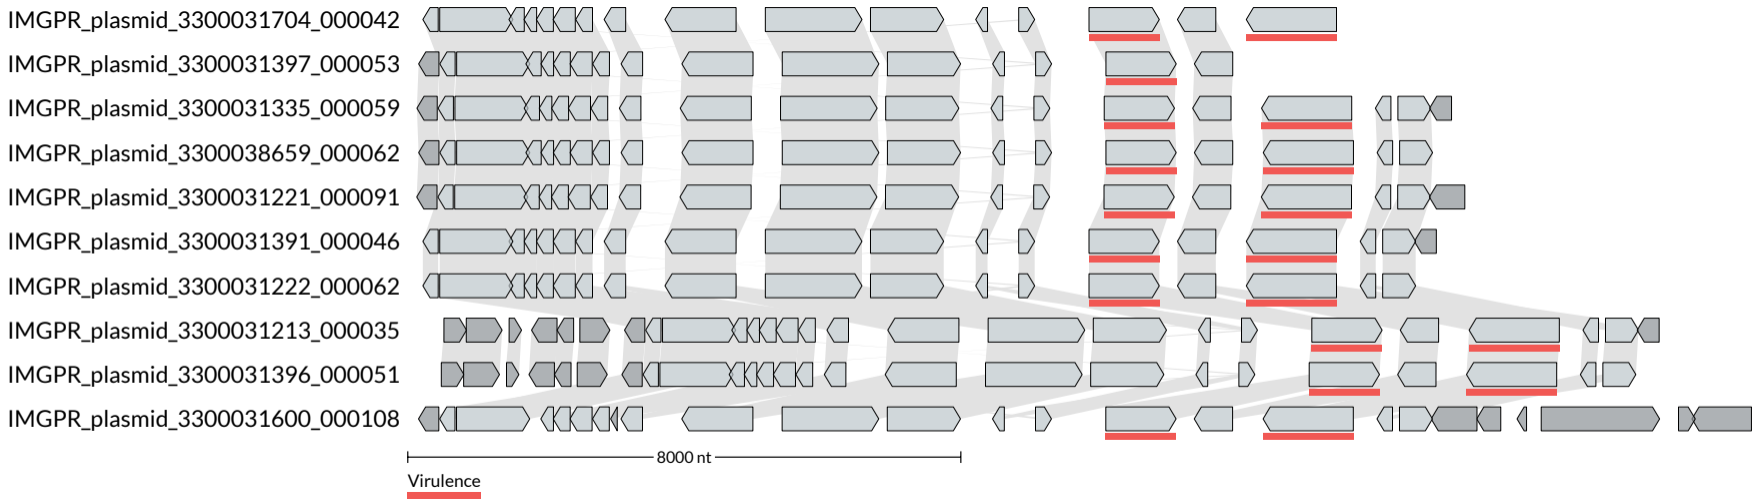 IMGPR_plasmid_3300031704_000042
IMGPR_plasmid_3300031397_000053
IMGPR_plasmid_3300031335_000059
IMGPR_plasmid_3300038659_000062
IMGPR_plasmid_3300031221_000091
IMGPR_plasmid_3300031391_000046
IMGPR_plasmid_3300031222_000062
IMGPR_plasmid_3300031213_000035
IMGPR_plasmid_3300031396_000051
IMGPR_plasmid_3300031600_000108
8000 nt
Virulence